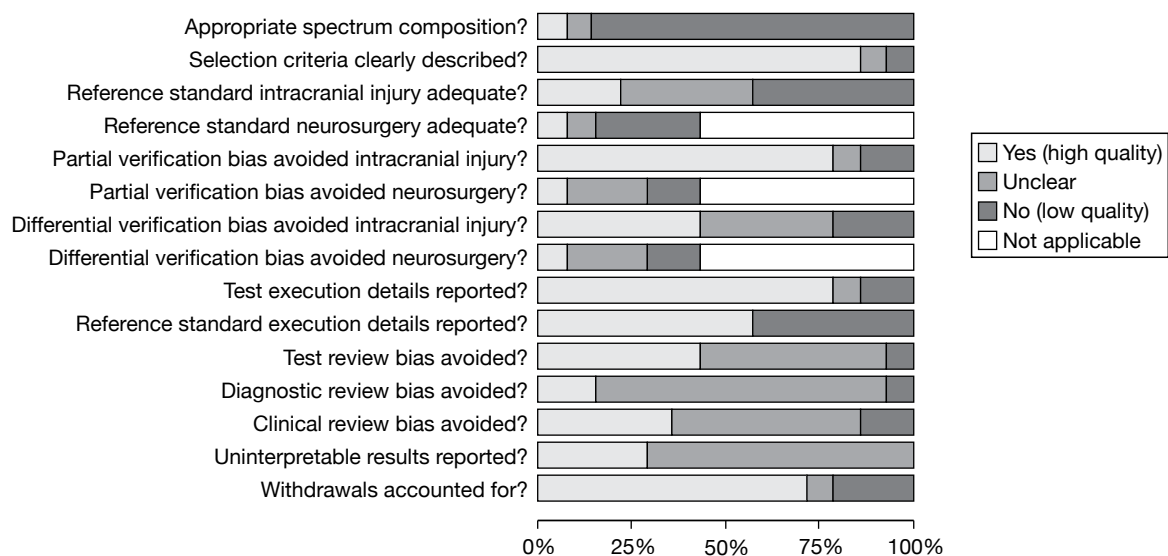 Appropriate spectrum composition?
Selection criteria clearly described?
Reference standard intracranial injury adequate?
Reference standard neurosurgery adequate?
Partial verification bias avoided intracranial injury?
Partial verification bias avoided neurosurgery?
Differential verification bias avoided intracranial injury?
Differential verification bias avoided neurosurgery?
Test execution details reported?
Reference standard execution details reported?
Test review bias avoided?
Diagnostic review bias avoided?
Clinical review bias avoided?
Uninterpretable results reported?
Withdrawals accounted for?
0% 25% 50% 75% 100%
Yes (high quality)
Unclear
No (low quality)
Not applicable